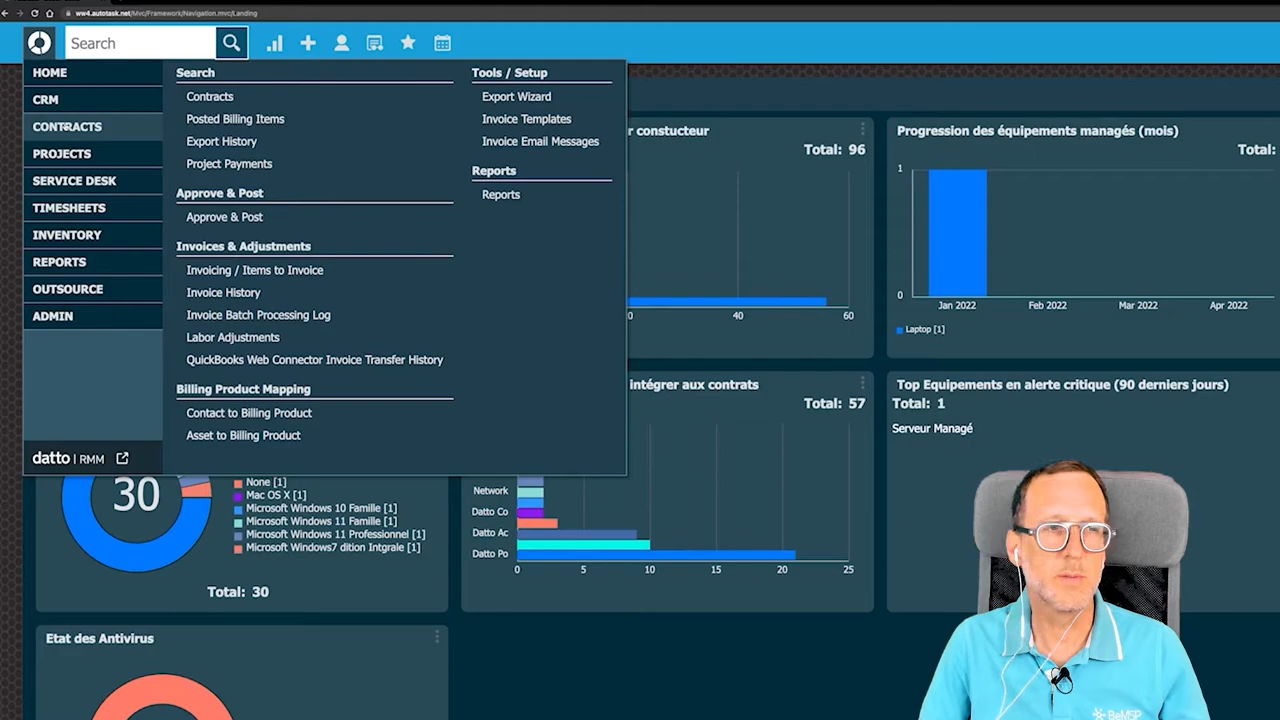 ww4.autotask.net/Mvc/Framework/Navigation.mvc/Landing
Search
HOME
CRM
CONTRACTS
PROJECTS
SERVICE DESK
TIMESHEETS
INVENTORY
REPORTS
OUTSOURCE
ADMIN
datto | RMM
Search
Contracts
Posted Billing Items
Export History
Project Payments
Approve & Post
Approve & Post
Invoices & Adjustments
Invoicing / Items to Invoice
Invoice History
Invoice Batch Processing Log
Labor Adjustments
QuickBooks Web Connector Invoice Transfer History
Billing Product Mapping
Contact to Billing Product
Asset to Billing Product
Tools / Setup
Export Wizard
Invoice Templates
Invoice Email Messages
Reports
Reports
r constucteur
Total: 96
0
40
60
Progression des équipements managés (mois)
Total:
1
0
Jan 2022
Feb 2022
Mar 2022
Apr 2022
Laptop [1]
30
None [1]
Mac OS X [1]
Microsoft Windows 10 Famille [1]
Microsoft Windows 11 Famille [1]
Microsoft Windows 11 Professionnel [1]
Microsoft Windows7 dition Intgrale [1]
Total: 30
intégrer aux contrats
Total: 57
Network
Datto Co
Datto Ac
Datto Po
0
5
10
15
20
25
Top Equipements en alerte critique (90 derniers jours)
Total: 1
Serveur Managé
Etat des Antivirus
BeMSP